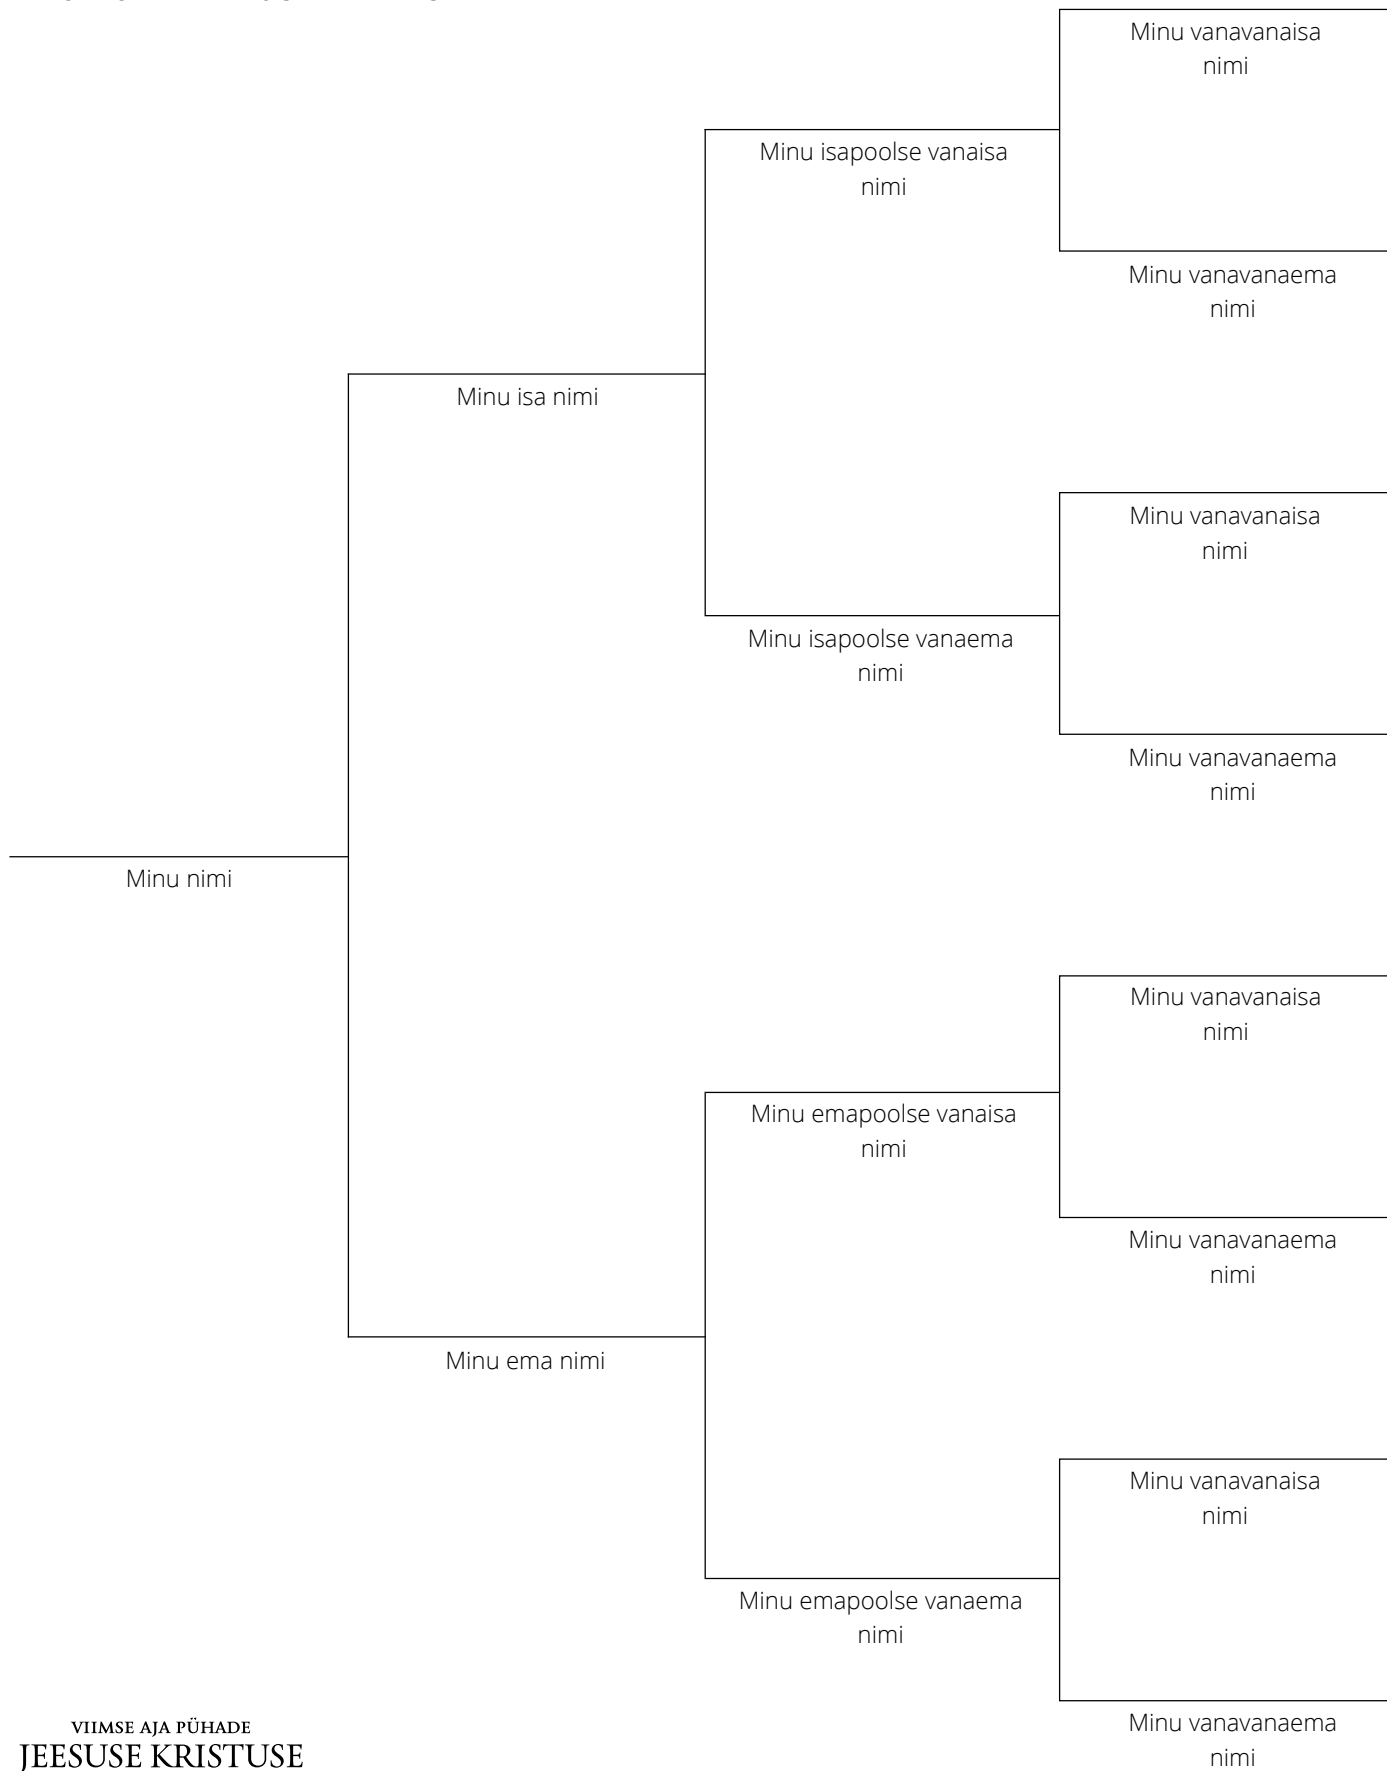 Minu vanavanaisa
nimi
Minu isapoolse vanaisa
nimi
Minu vanavanaema
nimi
Minu isa nimi
Minu vanavanaisa
nimi
Minu isapoolse vanaema
nimi
Minu vanavanaema
nimi
Minu nimi
Minu vanavanaisa
nimi
Minu emapoolse vanaisa
nimi
Minu vanavanaema
nimi
Minu ema nimi
Minu vanavanaisa
nimi
Minu emapoolse vanaema
nimi
Minu vanavanaema
nimi
VIIMSE AJA PÜHADE
JEESUSE KRISTUSE